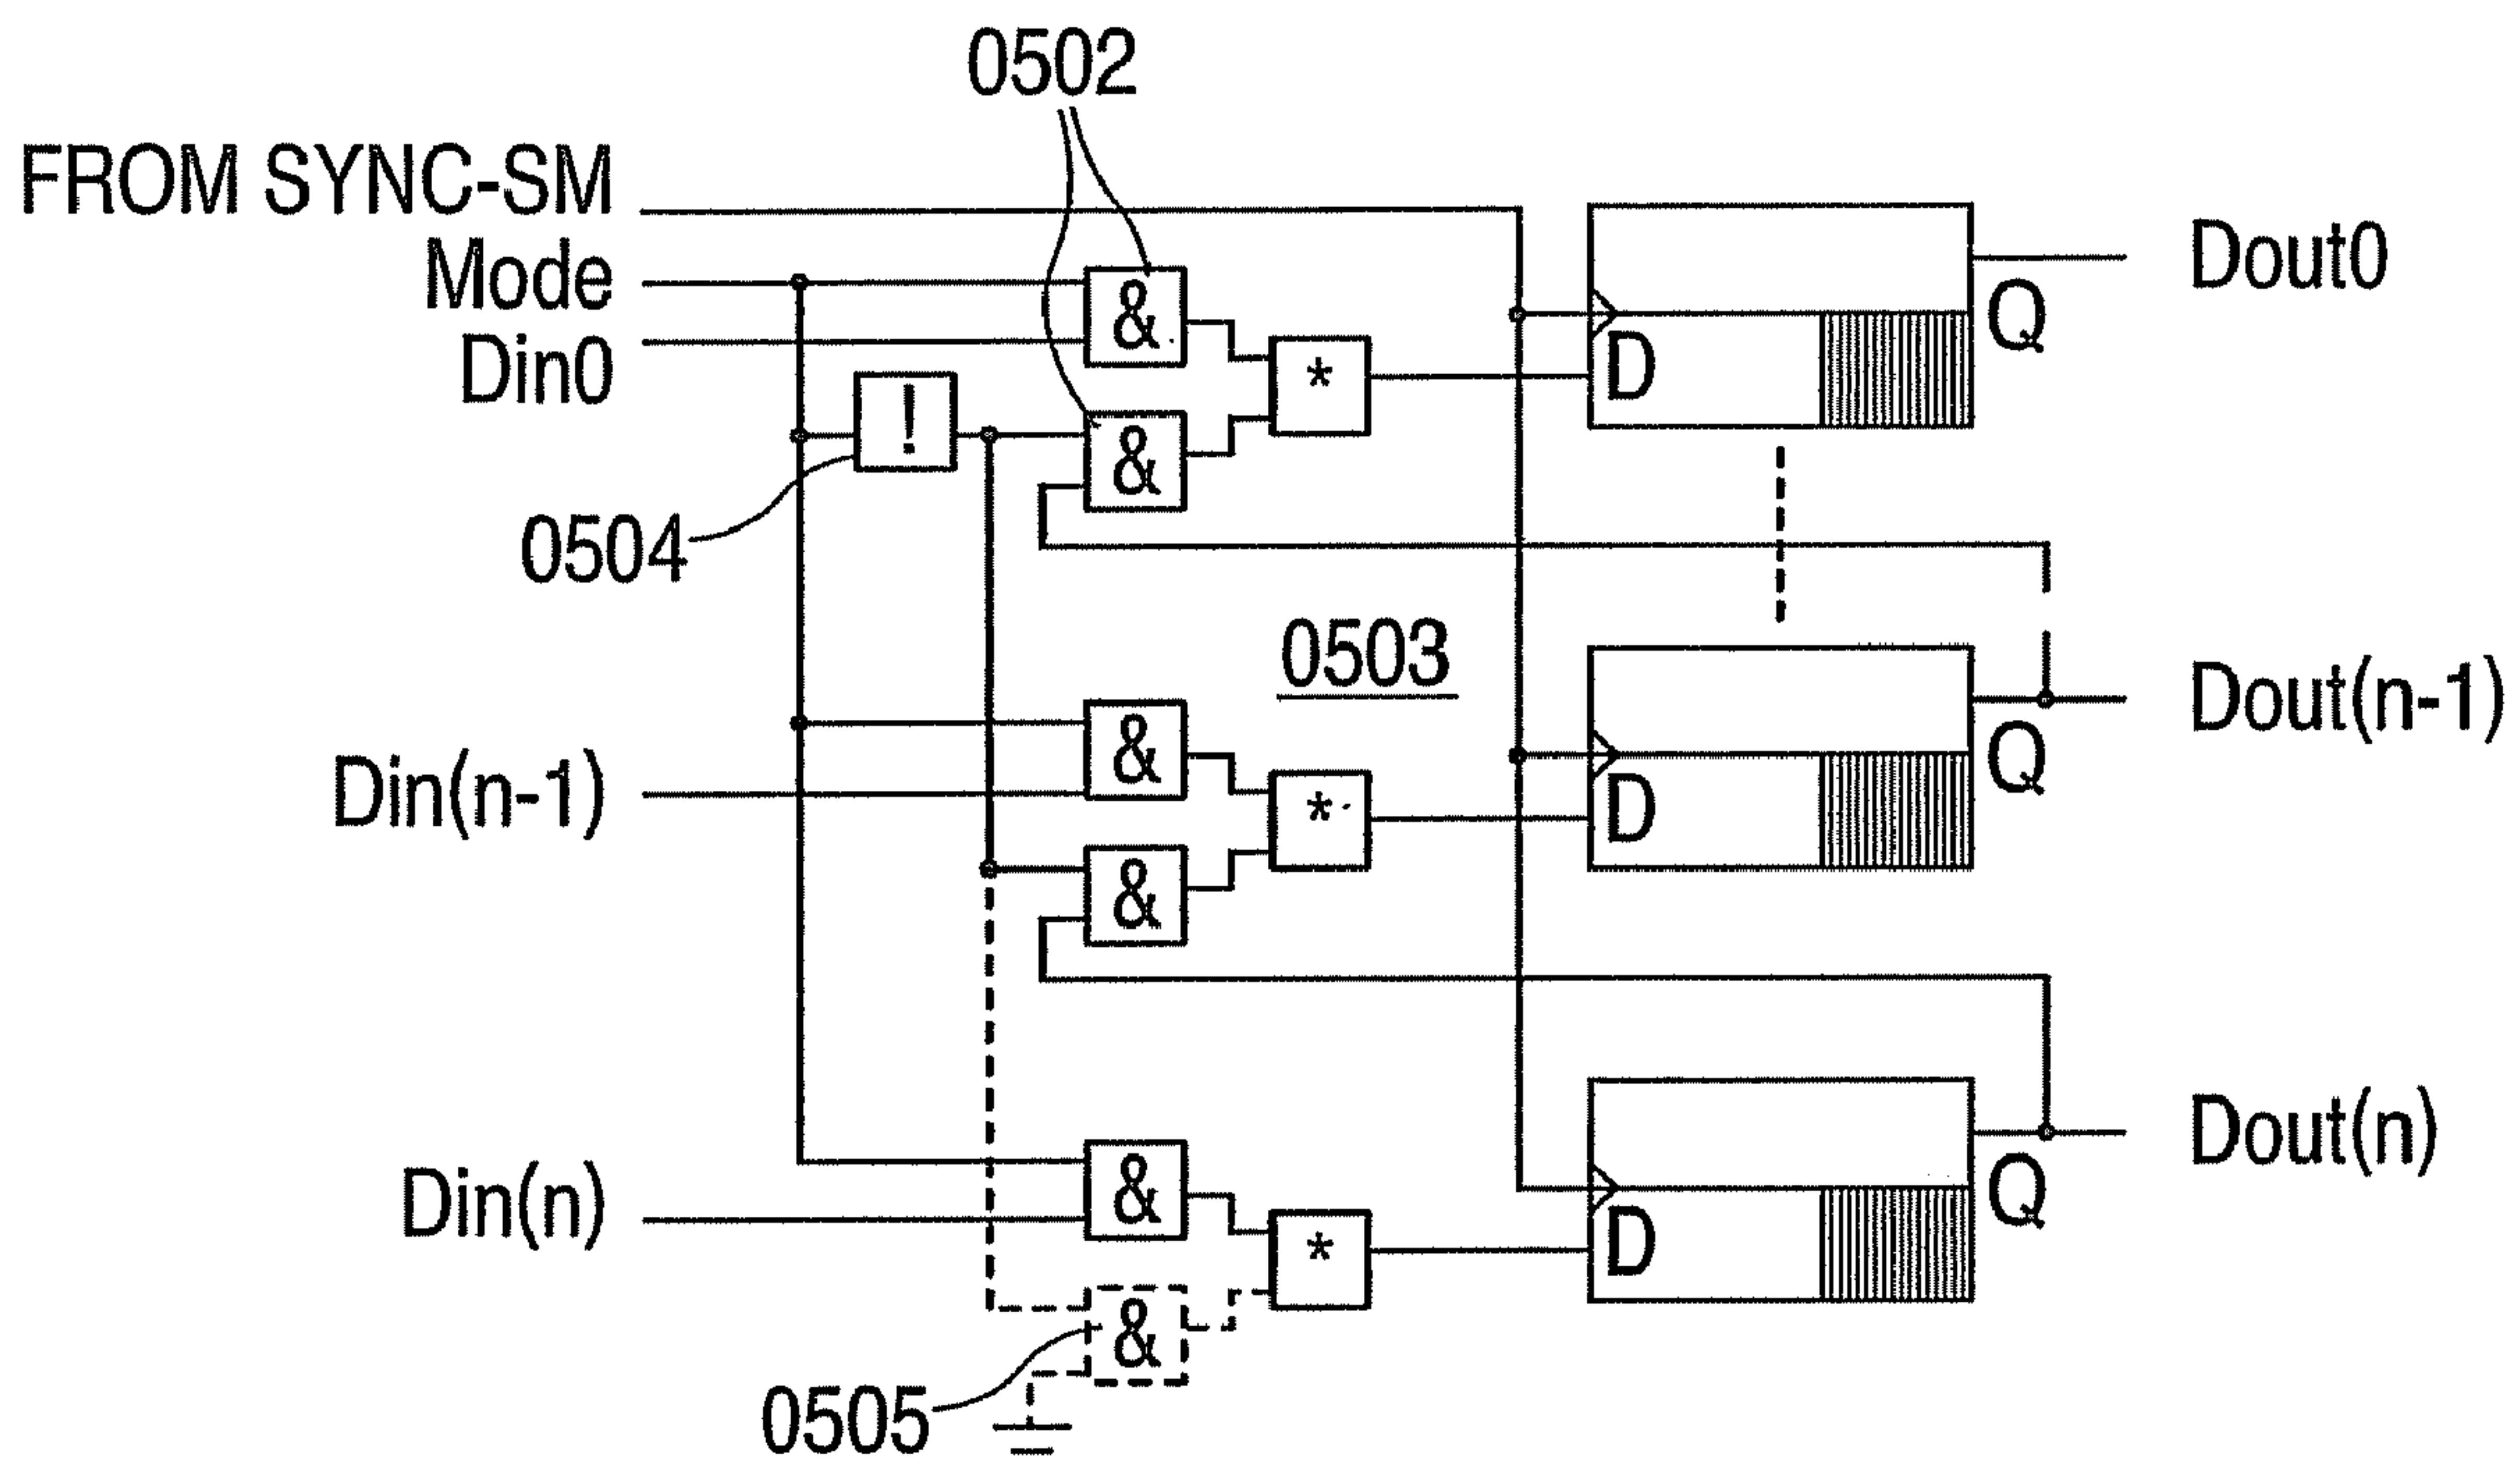 0502
FROM SYNC-SM
Mode
Din0
&
&
!
*
D
Q
Dout0
0504
0503
Din(n-1)
&
&
*
D
Q
Dout(n-1)
Din(n)
&
&
*
D
Q
Dout(n)
0505